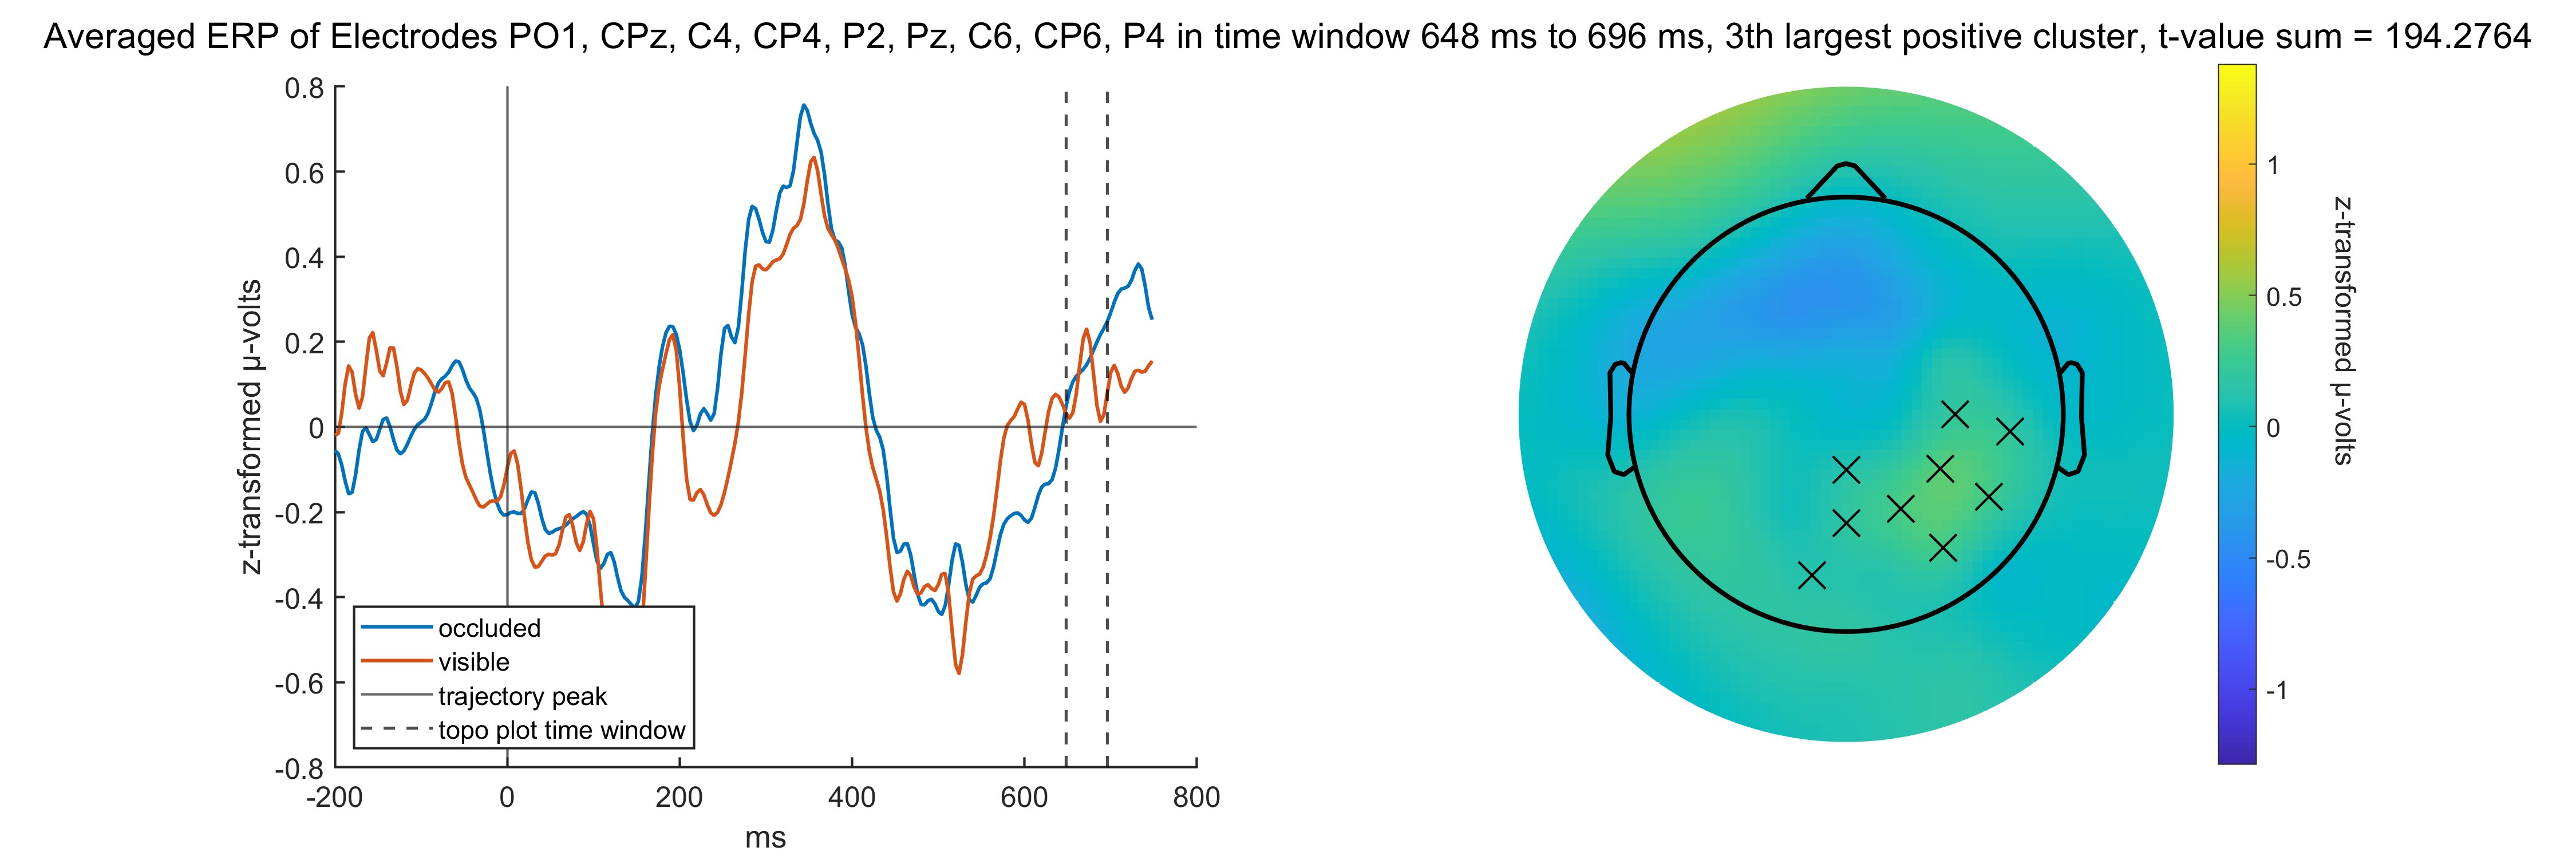 Averaged ERP of Electrodes PO1, CPz, C4, CP4, P2, Pz, C6, CP6, P4 in time window 648 ms to 696 ms, 3th largest positive cluster, t-value sum = 194.2764
0.8
0.6
0.4
0.2
0
-0.2
-0.4
-0.6
-0.8
z-transformed µ-volts
occluded
visible
trajectory peak
topo plot time window
-200
0
200
400
600
800
ms
1
0.5
0
-0.5
-1
z-transformed µ-volts